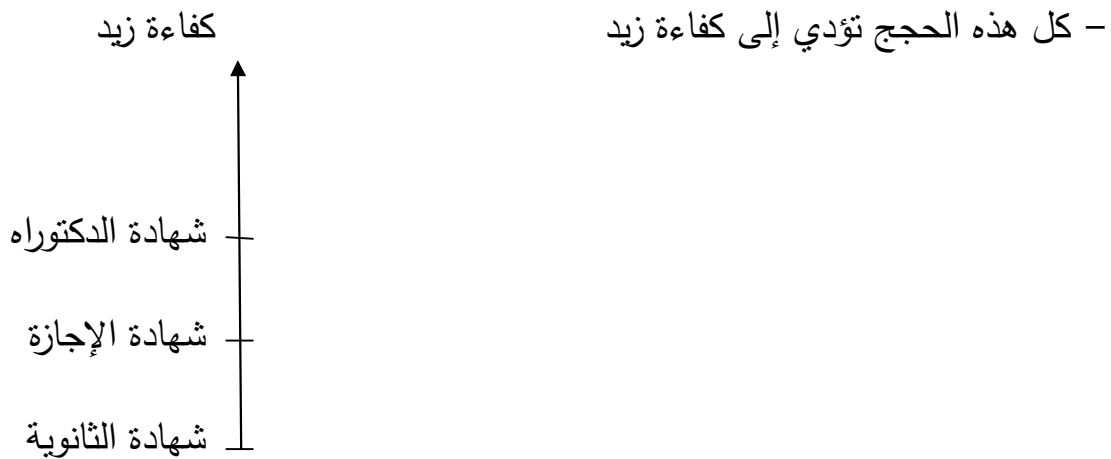 – كل هذه الحجج تؤدي إلى كفاءة زيد
كفاءة زيد
شهادة الدكتوراه
شهادة الإجازة
شهادة الثانوية